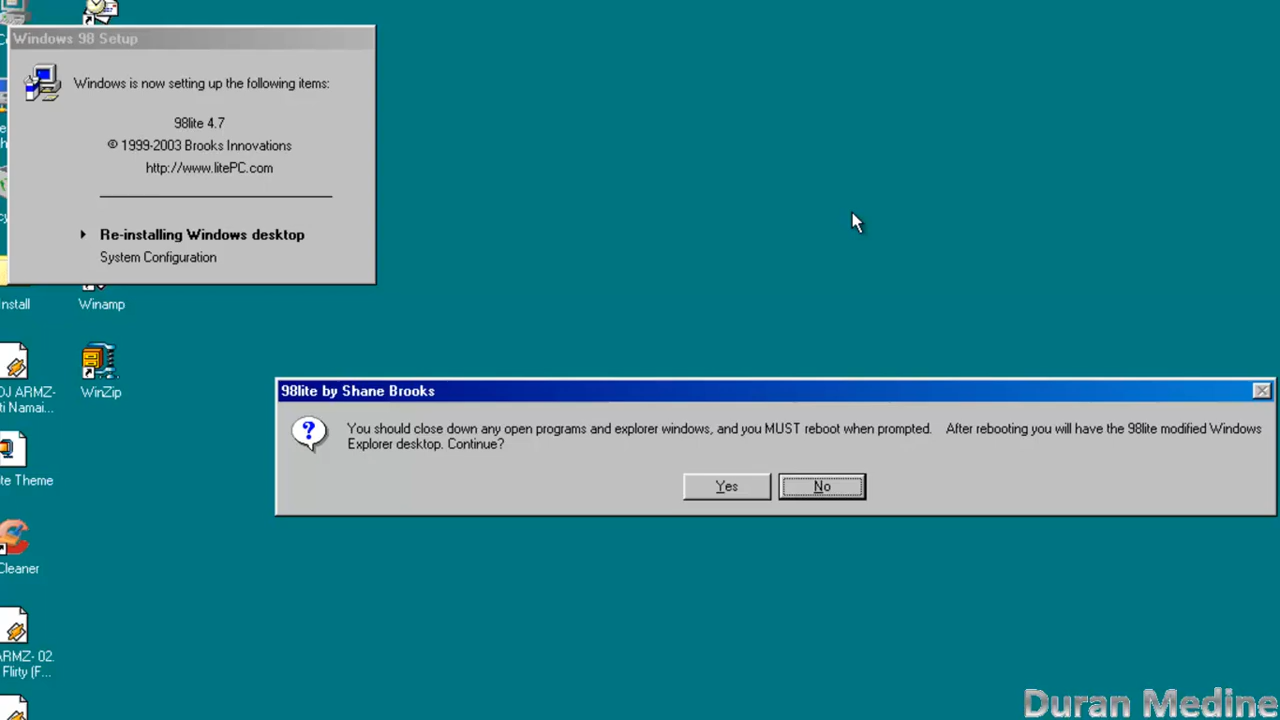 Windows 98 Setup
Windows is now setting up the following items:
98lite 4.7
© 1999-2003 Brooks Innovations
http://www.litePC.com
Re-installing Windows desktop
System Configuration
Install
Winamp
DJ ARMZ-
ti Namai...
WinZip
98lite by Shane Brooks
You should close down any open programs and explorer windows, and you MUST reboot when prompted. After rebooting you will have the 98lite modified Windows
Explorer desktop. Continue?
Yes
No
te Theme
Cleaner
ARMZ- 02.
Flirty (F...
Duran Medine